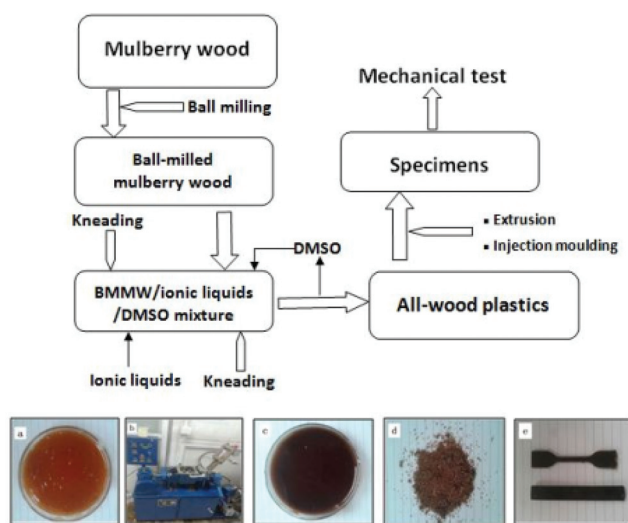 Mulberry wood
Ball milling
Ball-milled
mulberry wood
Kneading
BMMW/ionic liquids
/DMSO mixture
Ionic liquids
Kneading
DMSO
All-wood plastics
▪ Extrusion
▪ Injection moulding
Specimens
Mechanical test
a
b
c
d
e